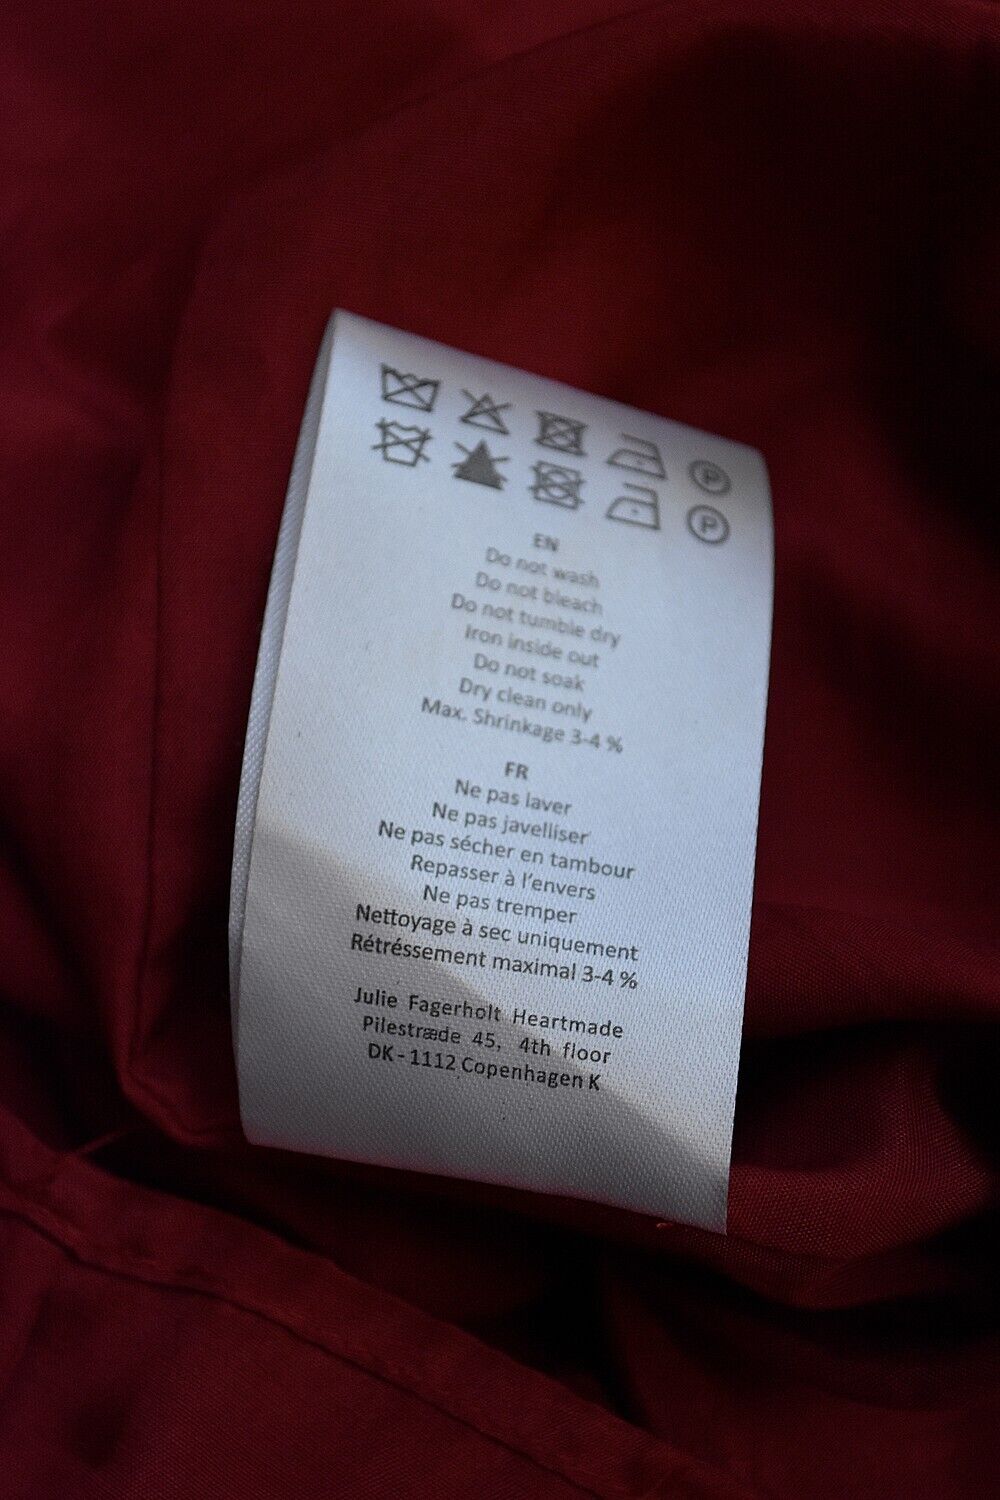 P
P
EN
Do not wash
Do not bleach
Do not tumble dry
Iron inside out
Do not soak
Dry clean only
Max. Shrinkage 3-4 %
FR
Ne pas laver
Ne pas javelliser
Ne pas sécher en tambour
Repasser à l'envers
Ne pas tremper
Nettoyage à sec uniquement
Rétréssement maximal 3-4 %
Julie Fagerholt Heartmade
Pilestræde 45, 4th floor
DK - 1112 Copenhagen K